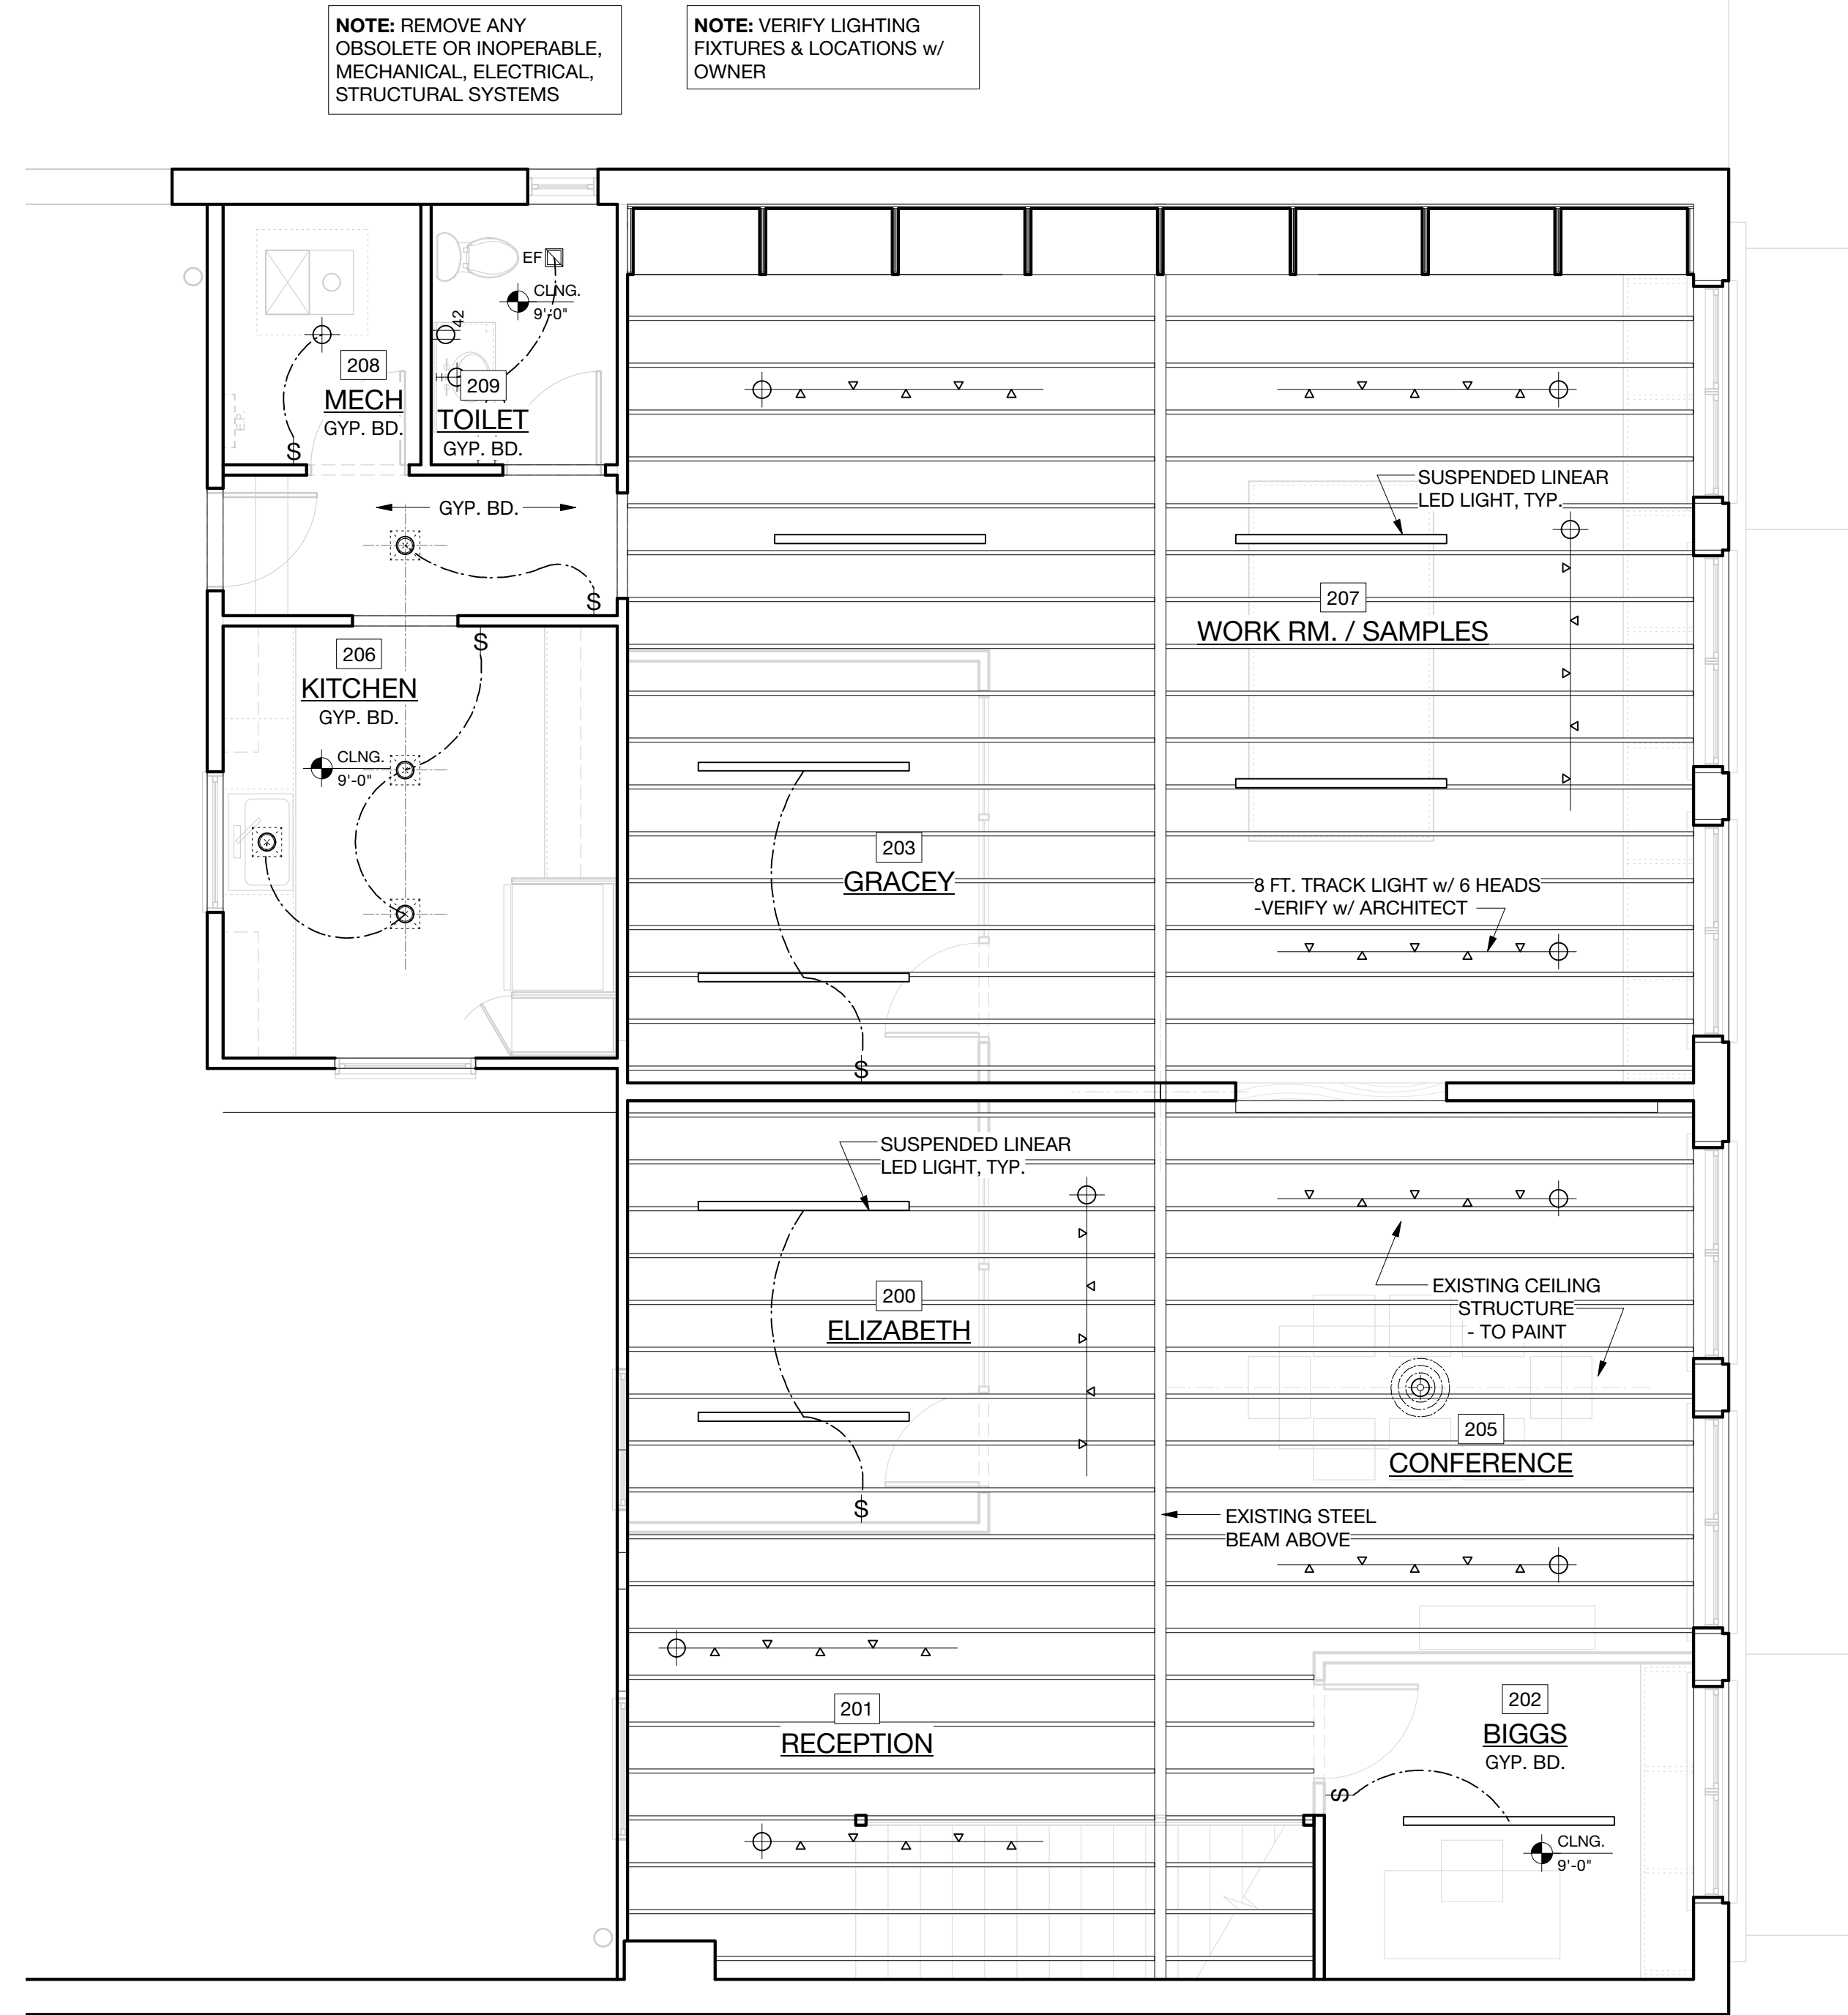 NOTE: REMOVE ANY
OBSOLETE OR INOPERABLE,
MECHANICAL, ELECTRICAL,
STRUCTURAL SYSTEMS
NOTE: VERIFY LIGHTING
FIXTURES & LOCATIONS w/
OWNER
EF
CLNG.
9'-0"
42
208
MECH
GYP. BD.
209
TOILET
GYP. BD.
EP.
S
GYP. BD.
S
SUSPENDED LINEAR
LED LIGHT, TYP.
207
WORK RM. / SAMPLES
S
206
KITCHEN
GYP. BD.
CLNG.
9'-0"
203
GRACEY
8 FT. TRACK LIGHT w/ 6 HEADS
-VERIFY w/ ARCHITECT
S
SUSPENDED LINEAR
LED LIGHT, TYP.
200
ELIZABETH
EXISTING CEILING
STRUCTURE
- TO PAINT
205
CONFERENCE
S
EXISTING STEEL
BEAM ABOVE
201
RECEPTION
202
BIGGS
GYP. BD.
S
CLNG.
9'-0"